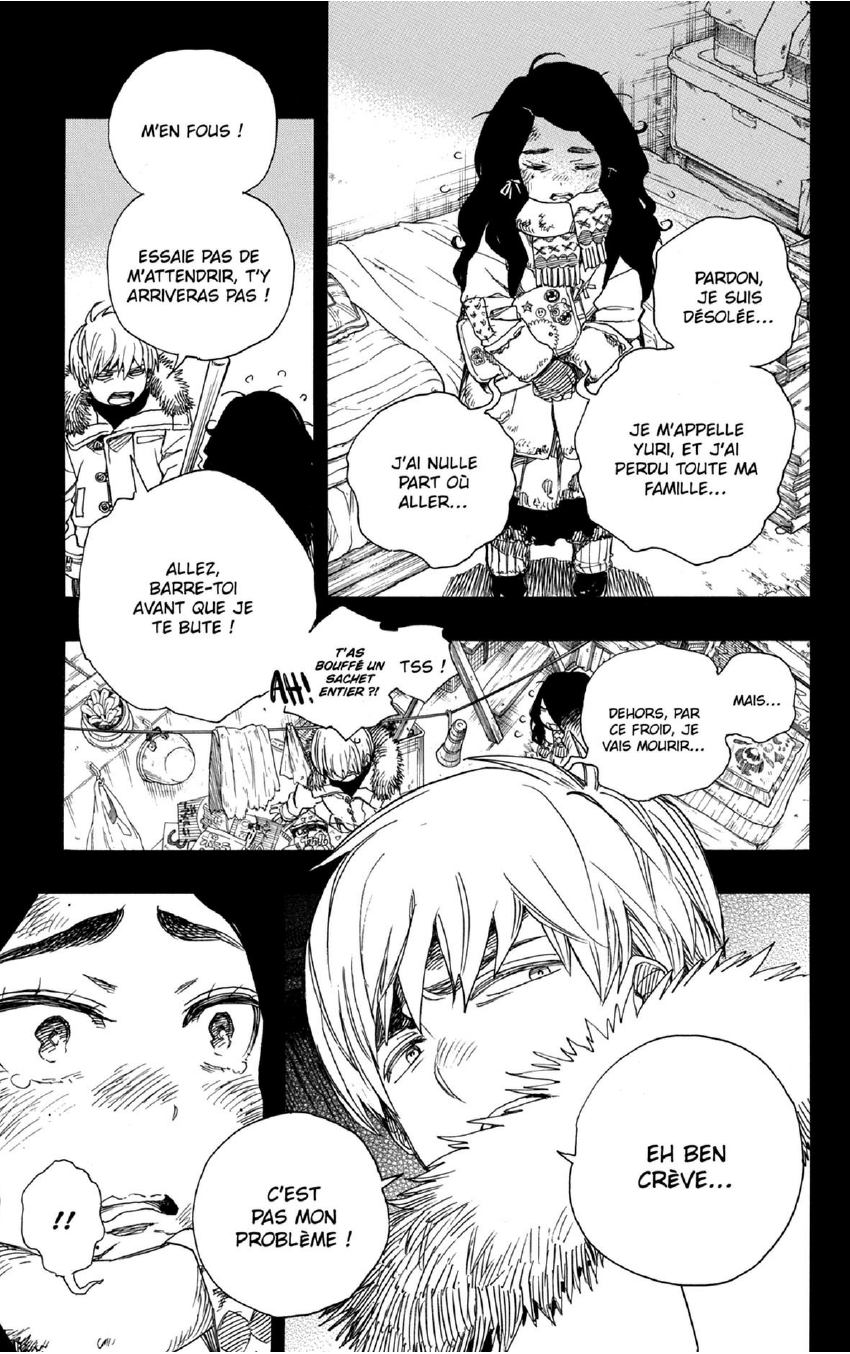 PARDON,
JE SUIS
DÉSOLÉE...
JE M'APPELLE
YURI, ET J'AI
PERDU TOUTE MA
FAMILLE...
J'AI NULLE
PART OÙ
ALLER...
M'EN FOUS !
ESSAIE PAS DE
M'ATTENDRIR, T'Y
ARRIVERAS PAS !
ALLEZ,
BARRE-TOI
AVANT QUE JE
TE BUTE !
MAIS...
DEHORS, PAR
CE FROID, JE
VAIS MOURIR...
TSS !
T'AS
BOUFFÉ UN
SACHET
ENTIER ?!
AH!
EH BEN
CRÈVE...
C'EST
PAS MON
PROBLÈME !
!!